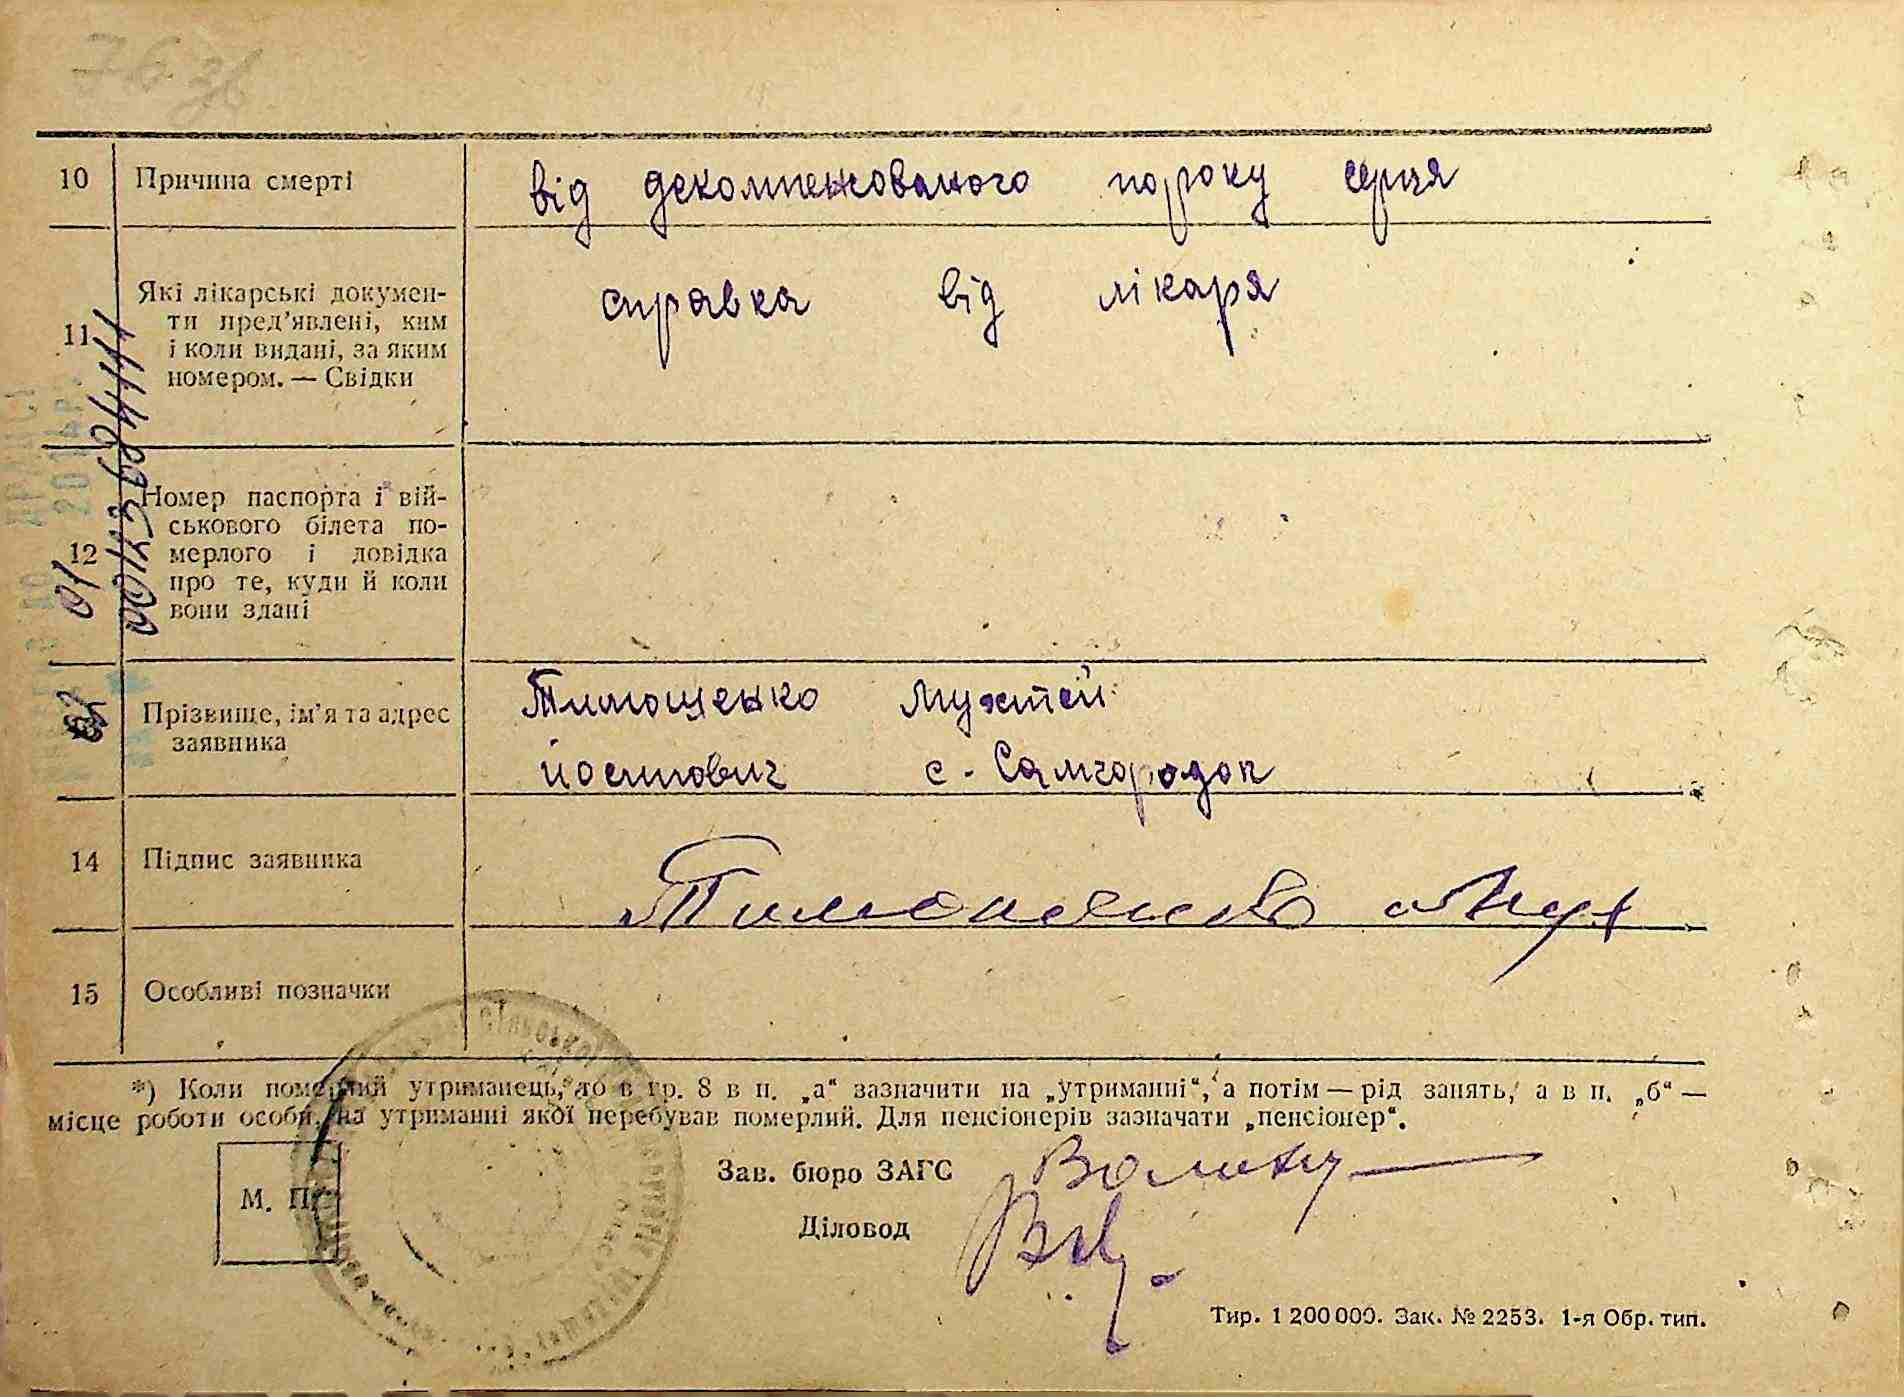 10 Причина смерті від декомпенсованого пороку серця
11 Які лікарські докумен-
ти пред’явлені, ким
і коли видані, за яким
номером. — Свідки
справка від лікаря
12 Номер паспорта і вій-
ськового білета по-
мерлого і довідка
про те, куди й коли
вони здані
Прізвище, ім’я та адрес
заявника
Тимощенко Мухтей
йосипович с. Самгородок
14 Підпис заявника
15 Особливі позначки
*) Коли померлий утриманець, то в гр. 8 в п. „а“ зазначити на „утриманні“, а потім — рід занять, а в п. „б“ —
місце роботи особи, на утриманні якої перебував померлий. Для пенсіонерів зазначати „пенсіонер“.
М. П.
Зав. бюро ЗАГС
Діловод
Тир. 1 200 000. Зак. № 2253. 1-я Обр. тип.